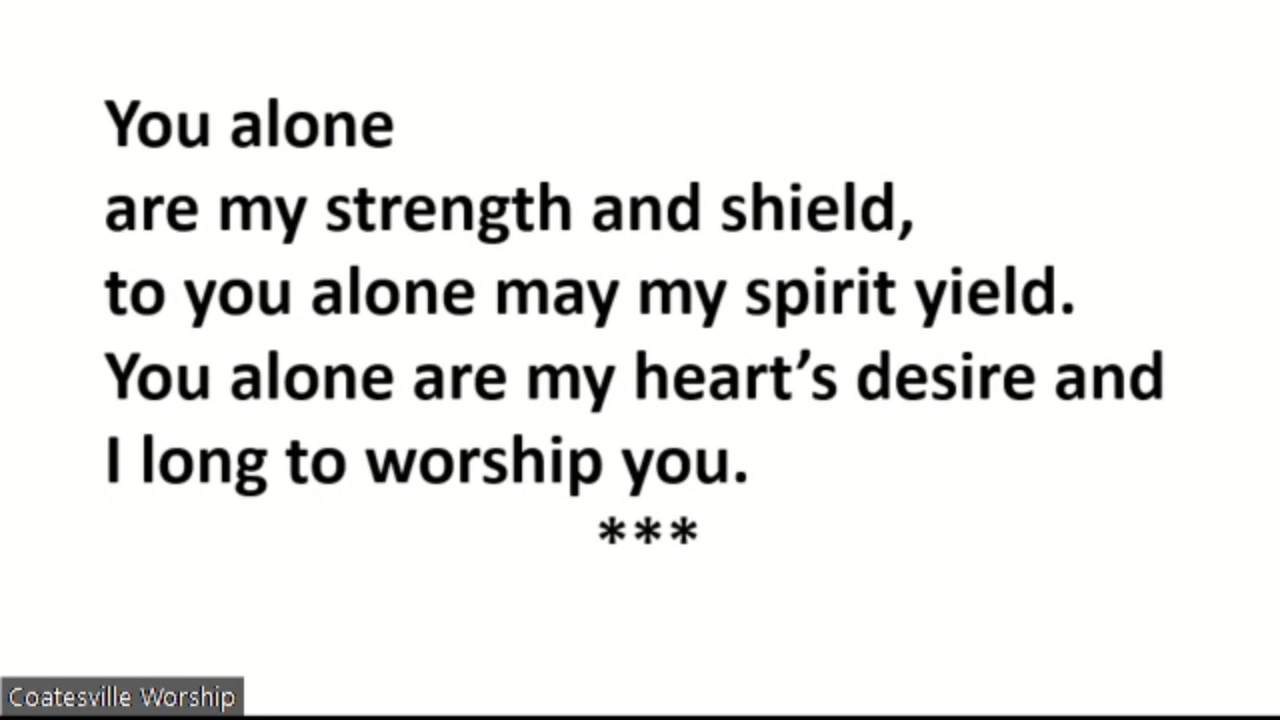 You alone
are my strength and shield,
to you alone may my spirit yield.
You alone are my heart’s desire and
I long to worship you.
***
Coatesville Worship